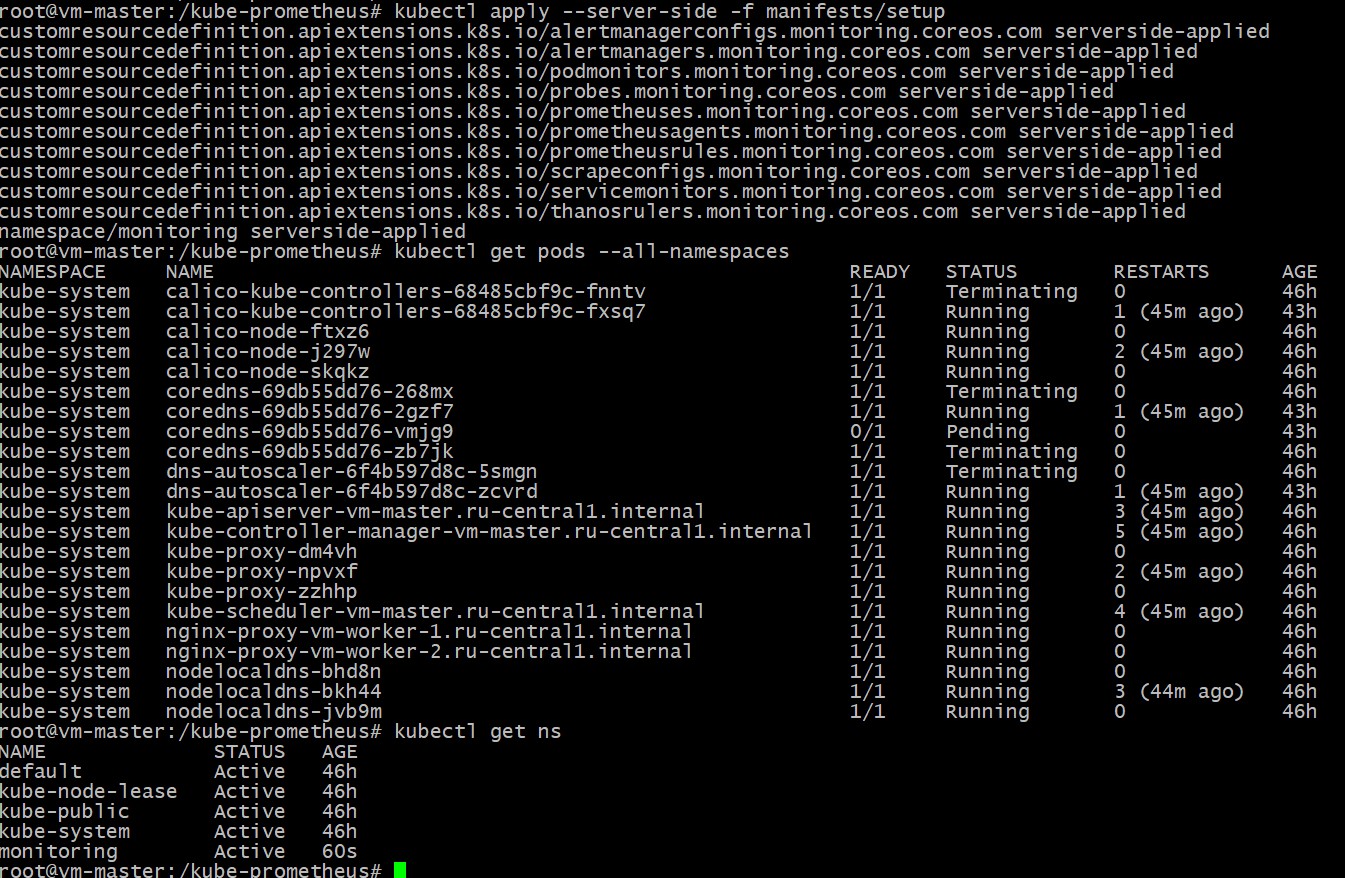 root@vm-master:/kube-prometheus# kubectl apply --server-side -f manifests/setup
customresourcedefinition.apiextensions.k8s.io/alertmanagerconfigs.monitoring.coreos.com serverside-applied
customresourcedefinition.apiextensions.k8s.io/alertmanagers.monitoring.coreos.com serverside-applied
customresourcedefinition.apiextensions.k8s.io/podmonitors.monitoring.coreos.com serverside-applied
customresourcedefinition.apiextensions.k8s.io/probes.monitoring.coreos.com serverside-applied
customresourcedefinition.apiextensions.k8s.io/prometheuses.monitoring.coreos.com serverside-applied
customresourcedefinition.apiextensions.k8s.io/prometheusagents.monitoring.coreos.com serverside-applied
customresourcedefinition.apiextensions.k8s.io/prometheusrules.monitoring.coreos.com serverside-applied
customresourcedefinition.apiextensions.k8s.io/scrapeconfigs.monitoring.coreos.com serverside-applied
customresourcedefinition.apiextensions.k8s.io/servicemonitors.monitoring.coreos.com serverside-applied
customresourcedefinition.apiextensions.k8s.io/thanosrulers.monitoring.coreos.com serverside-applied
namespace/monitoring serverside-applied
root@vm-master:/kube-prometheus# kubectl get pods --all-namespaces
NAMESPACE     NAME                                                     READY   STATUS        RESTARTS      AGE
kube-system   calico-kube-controllers-68485cbf9c-fnntv                 1/1     Terminating   0             46h
kube-system   calico-kube-controllers-68485cbf9c-fxsq7                 1/1     Running       1 (45m ago)   43h
kube-system   calico-node-ftxz6                                        1/1     Running       0             46h
kube-system   calico-node-j297w                                        1/1     Running       2 (45m ago)   46h
kube-system   calico-node-skqkz                                        1/1     Running       0             46h
kube-system   coredns-69db55dd76-268mx                                 1/1     Terminating   0             46h
kube-system   coredns-69db55dd76-2gzf7                                 1/1     Running       1 (45m ago)   43h
kube-system   coredns-69db55dd76-vmjg9                                 0/1     Pending       0             43h
kube-system   coredns-69db55dd76-zb7jk                                 1/1     Terminating   0             46h
kube-system   dns-autoscaler-6f4b597d8c-5smgn                          1/1     Terminating   0             46h
kube-system   dns-autoscaler-6f4b597d8c-zcvrd                          1/1     Running       1 (45m ago)   43h
kube-system   kube-apiserver-vm-master.ru-central1.internal            1/1     Running       3 (45m ago)   46h
kube-system   kube-controller-manager-vm-master.ru-central1.internal   1/1     Running       5 (45m ago)   46h
kube-system   kube-proxy-dm4vh                                         1/1     Running       0             46h
kube-system   kube-proxy-npvxf                                         1/1     Running       2 (45m ago)   46h
kube-system   kube-proxy-zzhhp                                         1/1     Running       0             46h
kube-system   kube-scheduler-vm-master.ru-central1.internal            1/1     Running       4 (45m ago)   46h
kube-system   nginx-proxy-vm-worker-1.ru-central1.internal             1/1     Running       0             46h
kube-system   nginx-proxy-vm-worker-2.ru-central1.internal             1/1     Running       0             46h
kube-system   nodelocaldns-bhd8n                                       1/1     Running       0             46h
kube-system   nodelocaldns-bkh44                                       1/1     Running       3 (44m ago)   46h
kube-system   nodelocaldns-jvb9m                                       1/1     Running       0             46h
root@vm-master:/kube-prometheus# kubectl get ns
NAME              STATUS   AGE
default           Active   46h
kube-node-lease   Active   46h
kube-public       Active   46h
kube-system       Active   46h
monitoring        Active   60s
root@vm-master:/kube-prometheus#